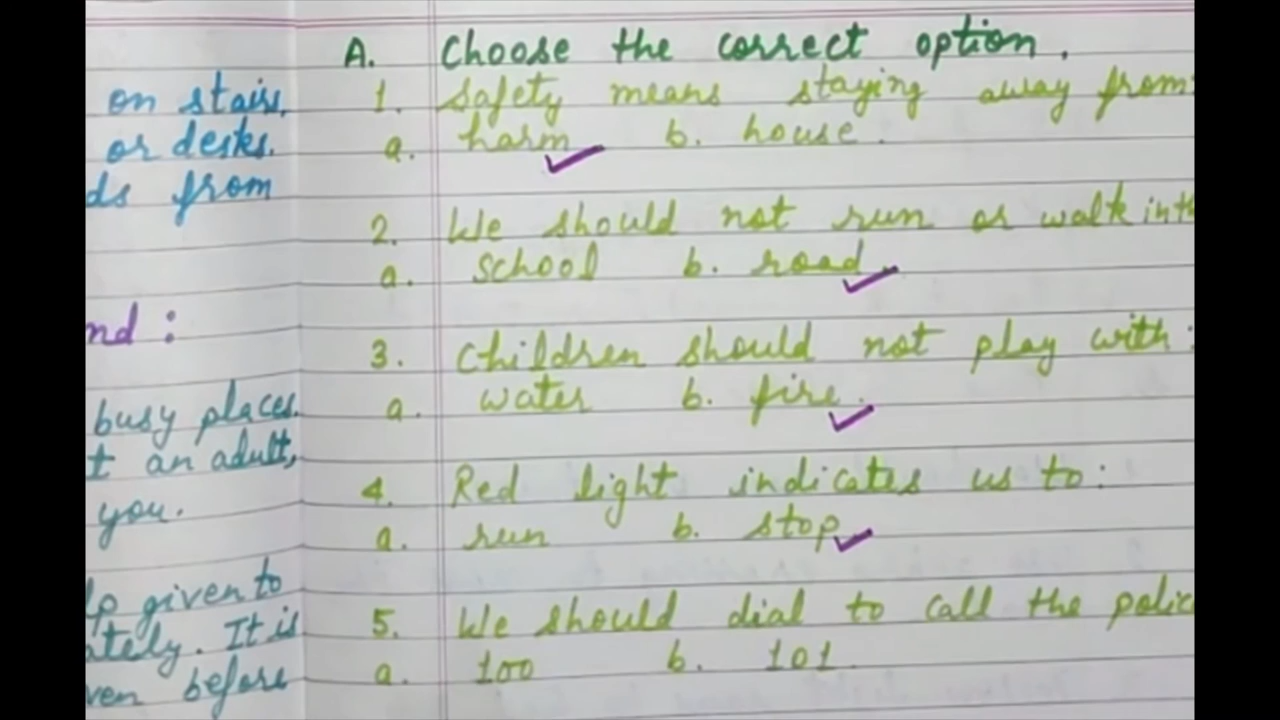 on stairs.
or desks.
ds from
nd :
busy places.
t an adult,
you.
lp given to
ately. It is
ven before
A. Choose the correct option.
1. Safety means staying away from:
a. harm b. house.
2. We should not run or walk into
a. school b. road.
3. Children should not play with :
a. water b. fire.
4. Red light indicates us to :
a. run b. stop
5. We should dial to call the polic
a. 100 b. 101.